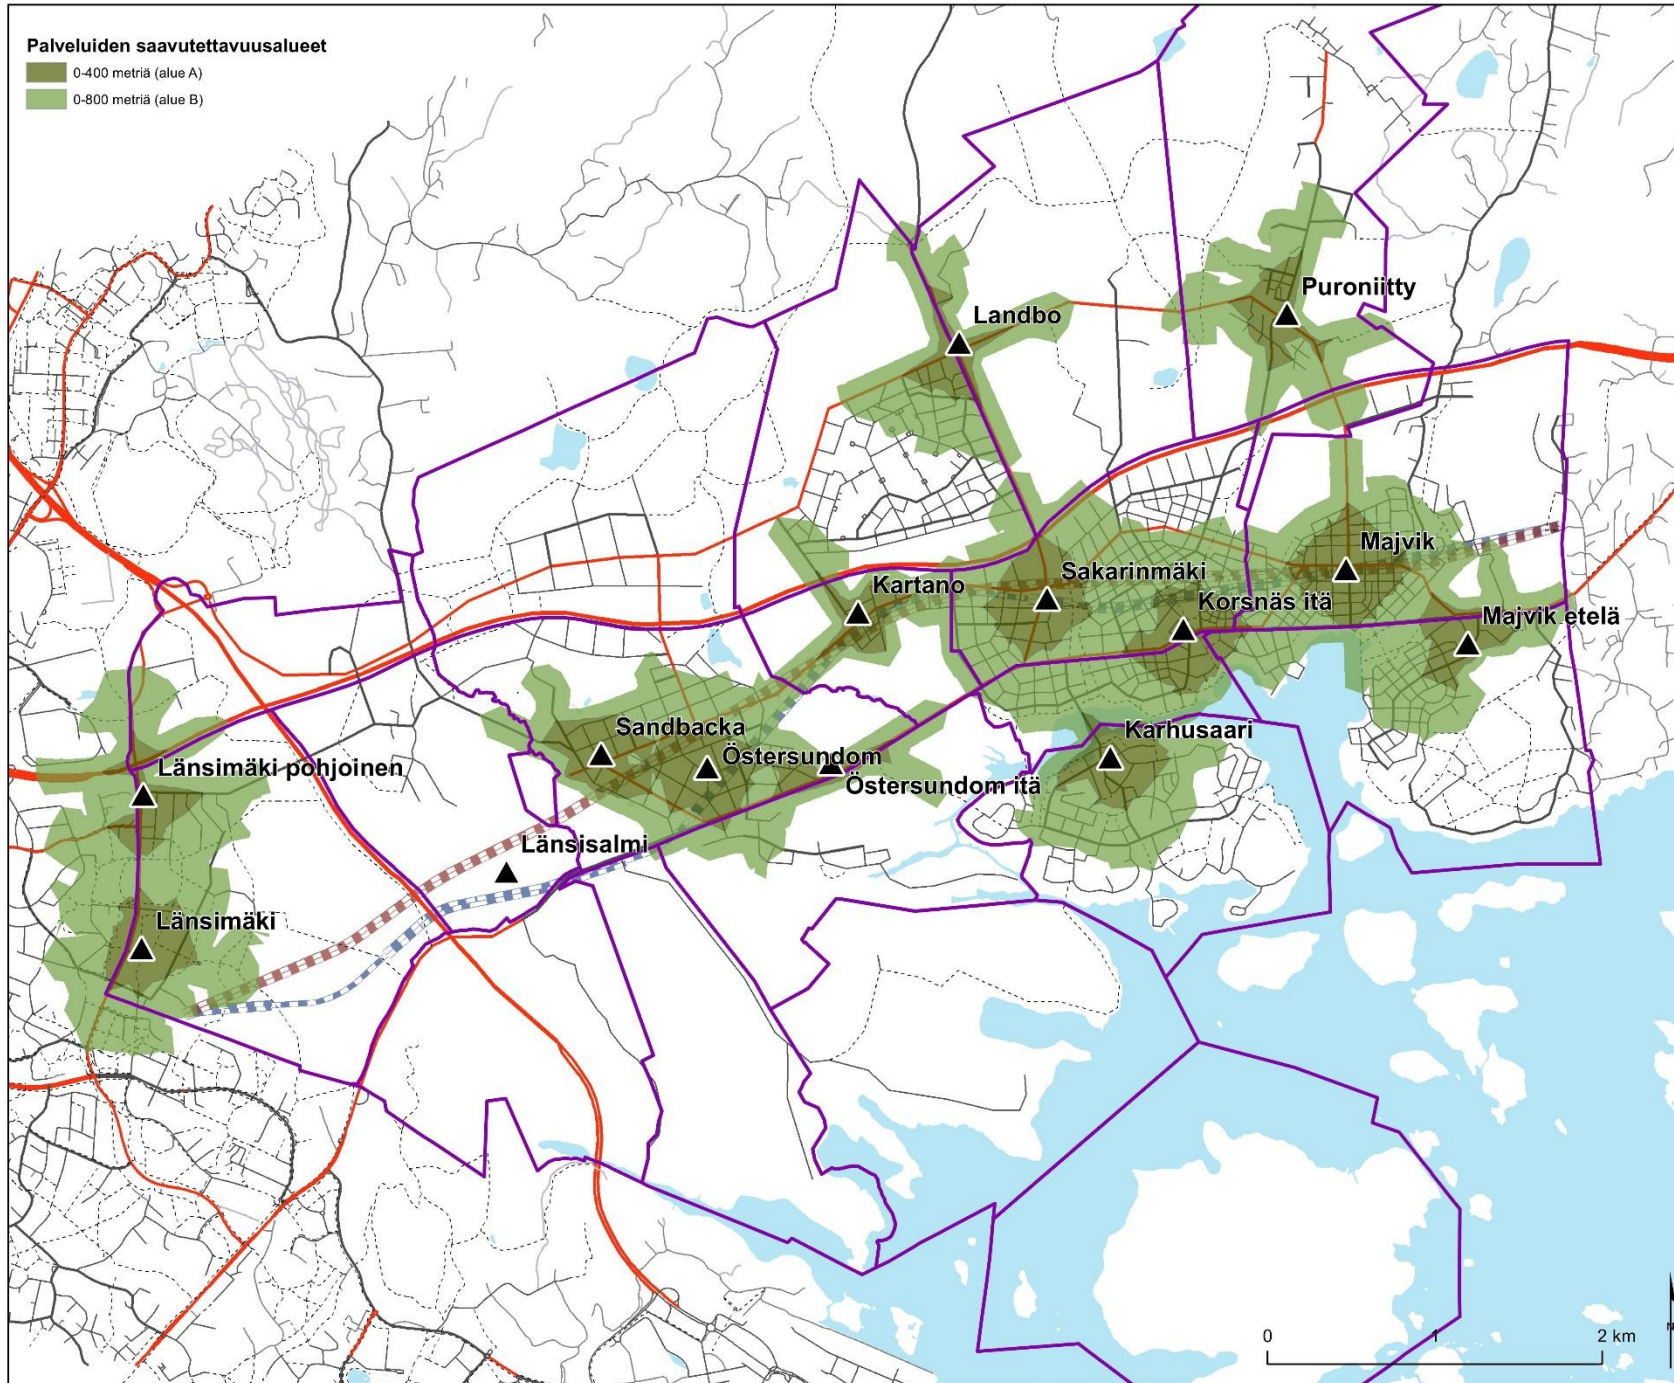 Palveluiden saavutettavuusalueet
0-400 metriä (alue A)
0-800 metriä (alue B)
Puroniitty
Landbo
Majvik
Sakarinmäki
Kartano
Korsnäs itä
Majvik etelä
Sandbacka
Karhusaari
Östersundom
Länsimäki pohjoinen
Östersundom itä
Länsisalmi
Länsimäki
0 1 2 km
N